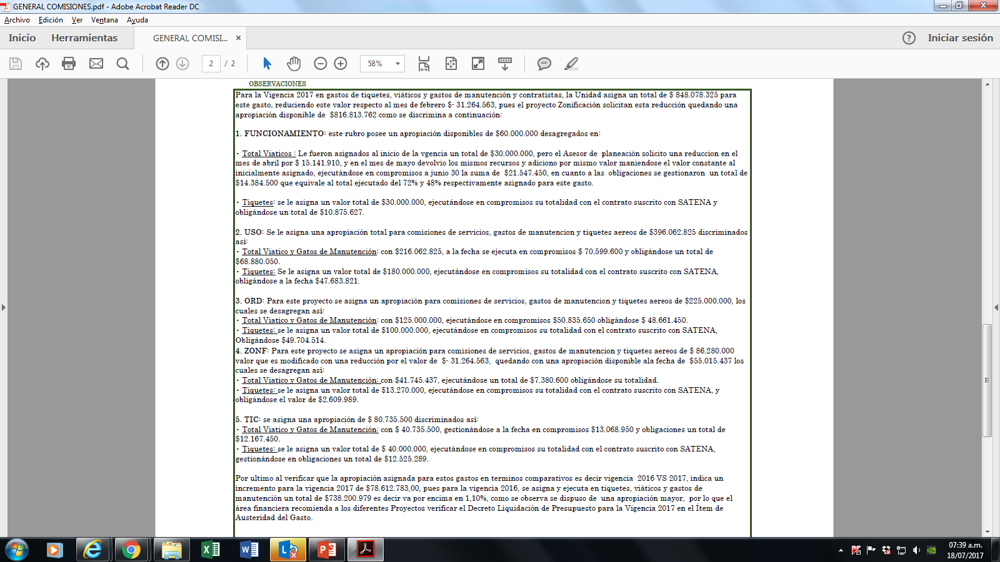 GENERAL COMISIONES.pdf - Adobe Acrobat Reader DC
Archivo Edición Ver Ventana Ayuda
Inicio Herramientas GENERAL COMISI... × ? Iniciar sesión
2 / 2 58%
OBSERVACIONES
Para la Vigencia 2017 en gastos de tiquetes, viáticos y gastos de manutención y contratistas, la Unidad asigna un total de $ 848.078.325 para
este gasto, reduciendo este valor respecto al mes de febrero $- 31.264.563, pues el proyecto Zonificación solicitan esta reducción quedando una
apropiación disponible de $816.813.762 como se discrimina a continuación:
1. FUNCIONAMIENTO: este rubro posee un apropiación disponibles de $60.000.000 desagregados en:
· Total Viaticos : Le fueron asignados al inicio de la vgencia un total de $30.000.000, pero el Asesor de planeación solicito una reduccion en el
mes de abril por $ 15.141.910, y en el mes de mayo devolvio los mismos recursos y adiciono por mismo valor maniendose el valor constante al
inicialmente asignado, ejecutándose en compromisos a junio 30 la suma de $21.547.450, en cuanto a las obligaciones se gestionaron un total de
$14.384.500 que equivale al total ejecutado del 72% y 48% respectivamente asignado para este gasto.
· Tiquetes: se le asigna un valor total de $30.000.000, ejecutándose en compromisos su totalidad con el contrato suscrito con SATENA y
obligándose un total de $10.875.627.
2. USO: Se le asigna una apropiación total para comisiones de servicios, gastos de manutencion y tiquetes aereos de $396.062.825 discriminados
así:
· Total Viatico y Gatos de Manutención: con $216.062.825, a la fecha se ejecuta en compromisos $ 70.599.600 y obligándose un total de
$68.880.050.
· Tiquetes: Se le asigna un valor total de $180.000.000, ejecutándose en compromisos su totalidad con el contrato suscrito con SATENA,
obligándose a la fecha $47.683.821.
3. ORD: Para este proyecto se asigna un apropiación para comisiones de servicios, gastos de manutencion y tiquetes aereos de $225.000.000, los
cuales se desagregan así:
· Total Viatico y Gatos de Manutención: con $125.000.000, ejecutándose en compromisos $50.835.650 obligándose $ 48.661.450.
· Tiquetes: se le asigna un valor total de $100.000.000, ejecutándose en compromisos su totalidad con el contrato suscrito con SATENA,
Obligándose $49.704.514.
4. ZONF: Para este proyecto se asigna un apropiación para comisiones de servicios, gastos de manutencion y tiquetes aereos de $ 86.280.000
valor que es modificado con una reducción por el valor de $- 31.264.563, quedando con una apropiación disponible ala fecha de $55.015.437 los
cuales se desagregan así:
· Total Viatico y Gatos de Manutención: con $41.745.437, ejecutándose un total de $7.380.600 obligándose su totalidad.
· Tiquetes: se le asigna un valor total de $13.270.000, ejecutándose en compromisos su totalidad con el contrato suscrito con SATENA, y
obligándose el valor de $2.609.989.
5. TIC: se asigna una apropiación de $ 80.735.500 discriminados así:
· Total Viatico y Gatos de Manutención: con $ 40.735.500, gestionándose a la fecha en compromisos $13.068.950 y obligaciones un total de
$12.167.450.
· Tiquetes: se le asigna un valor total de $ 40.000.000, ejecutándose en compromisos su totalidad con el contrato suscrito con SATENA,
gestionándose en obligaciones un total de $12.525.289.
Por ultimo al verificar que la apropiación asignada para estos gastos en terminos comparativos es decir vigencia 2016 VS 2017, indica un
incremento para la vigencia 2017 de $78.612.783,00, pues para la vigencia 2016, se asigna y ejecuta en tiquetes, viáticos y gastos de
manutención un total de $738.200.979 es decir va por encima en 1,10%, como se observa se dispuso de una apropiación mayor, por lo que el
área financiera recomienda a los diferentes Proyectos verificar el Decreto Liquidación de Presupuesto para la Vigencia 2017 en el Ítem de
Austeridad del Gasto.
07:39 a.m.
18/07/2017